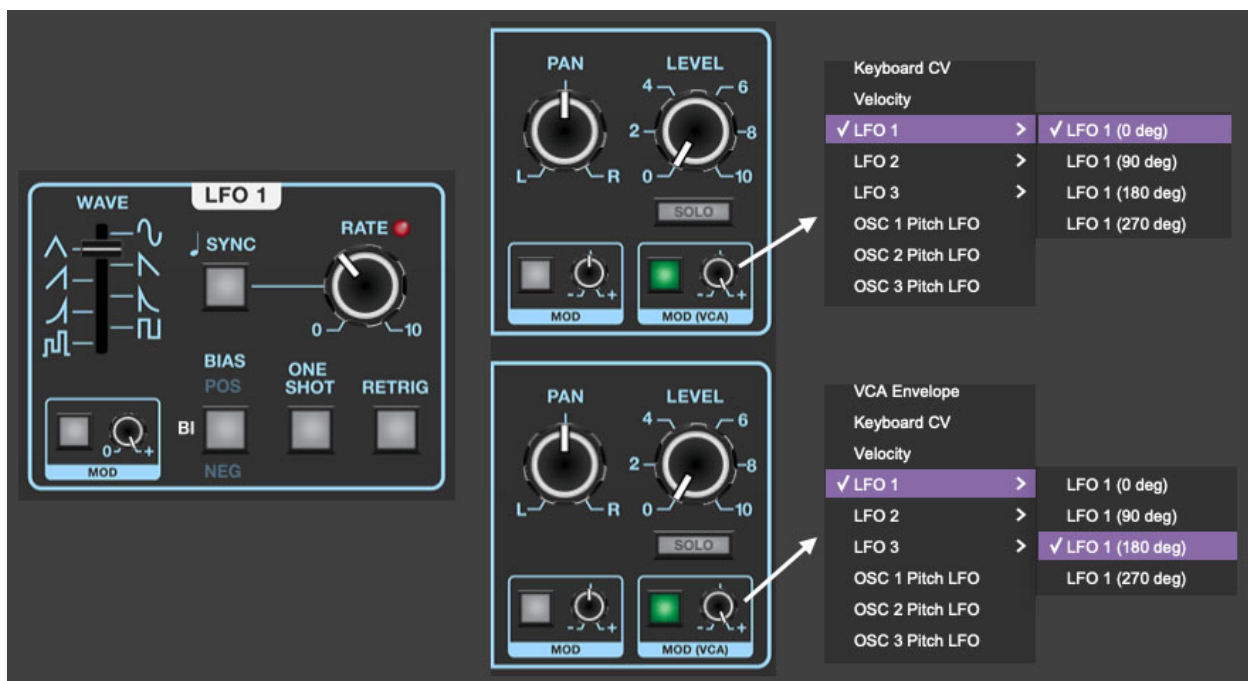 LFO 1
WAVE
SYNC
RATE
0
10
BIAS
POS
BI
NEG
ONE
SHOT
RETRIG
0
+
MOD
PAN
LEVEL
4
6
2
8
L
R
0
10
SOLO
-
+
MOD
-
+
MOD (VCA)
Keyboard CV
Velocity
✓ LFO 1 >
LFO 2 >
LFO 3 >
OSC 1 Pitch LFO
OSC 2 Pitch LFO
OSC 3 Pitch LFO
✓ LFO 1 (0 deg)
LFO 1 (90 deg)
LFO 1 (180 deg)
LFO 1 (270 deg)
PAN
LEVEL
4
6
2
8
L
R
0
10
SOLO
-
+
MOD
-
+
MOD (VCA)
VCA Envelope
Keyboard CV
Velocity
✓ LFO 1 >
LFO 2 >
LFO 3 >
OSC 1 Pitch LFO
OSC 2 Pitch LFO
OSC 3 Pitch LFO
LFO 1 (0 deg)
LFO 1 (90 deg)
✓ LFO 1 (180 deg)
LFO 1 (270 deg)